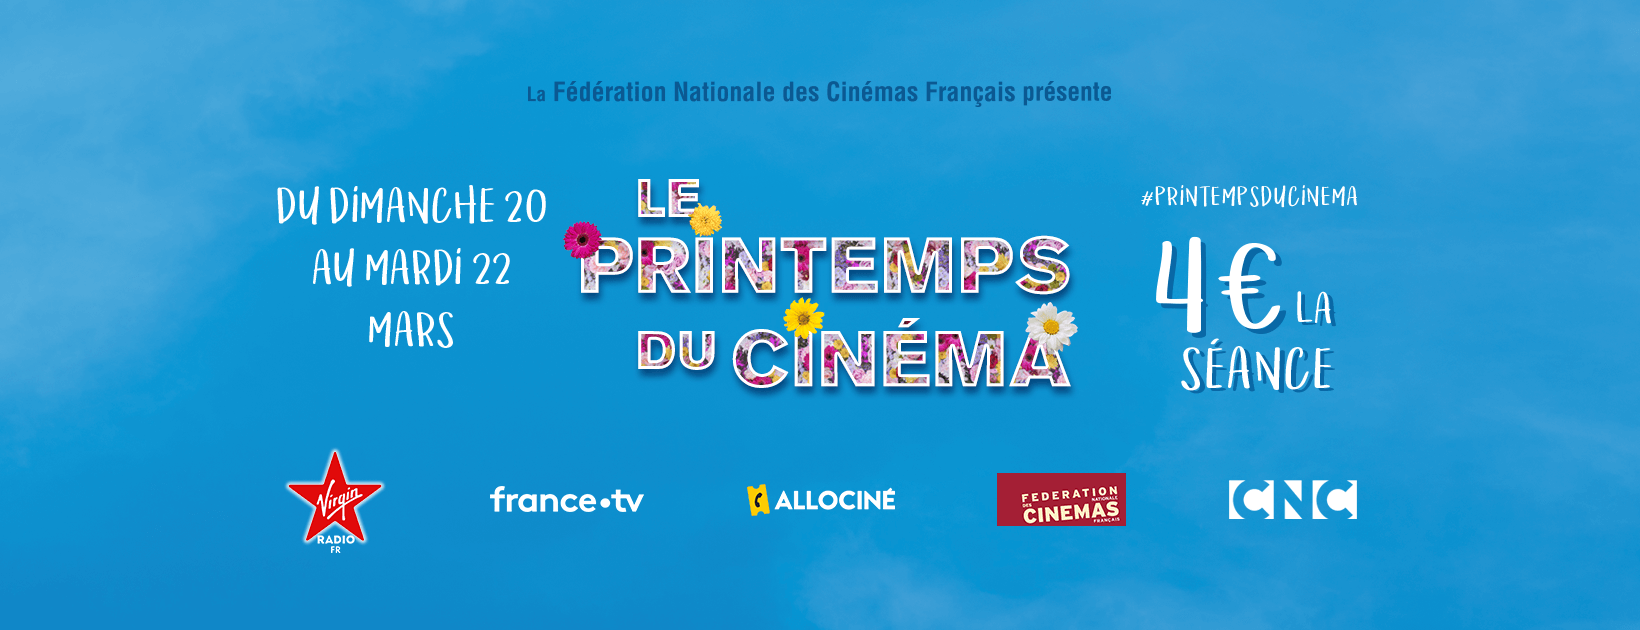 La Fédération Nationale des Cinémas Français présente
DU DiMANCHE 20
AU MARDi 22
MARS
LE
PRINTEMPS
DU CINÉMA
#PRiNTEMPSDUCiNEMA
4€ LA
SÉANCE
Virgin
RADIO
FR
france•tv
ALLOCINÉ
FEDERATION
NATIONALE
DES CINEMAS
FRANÇAIS
CNC